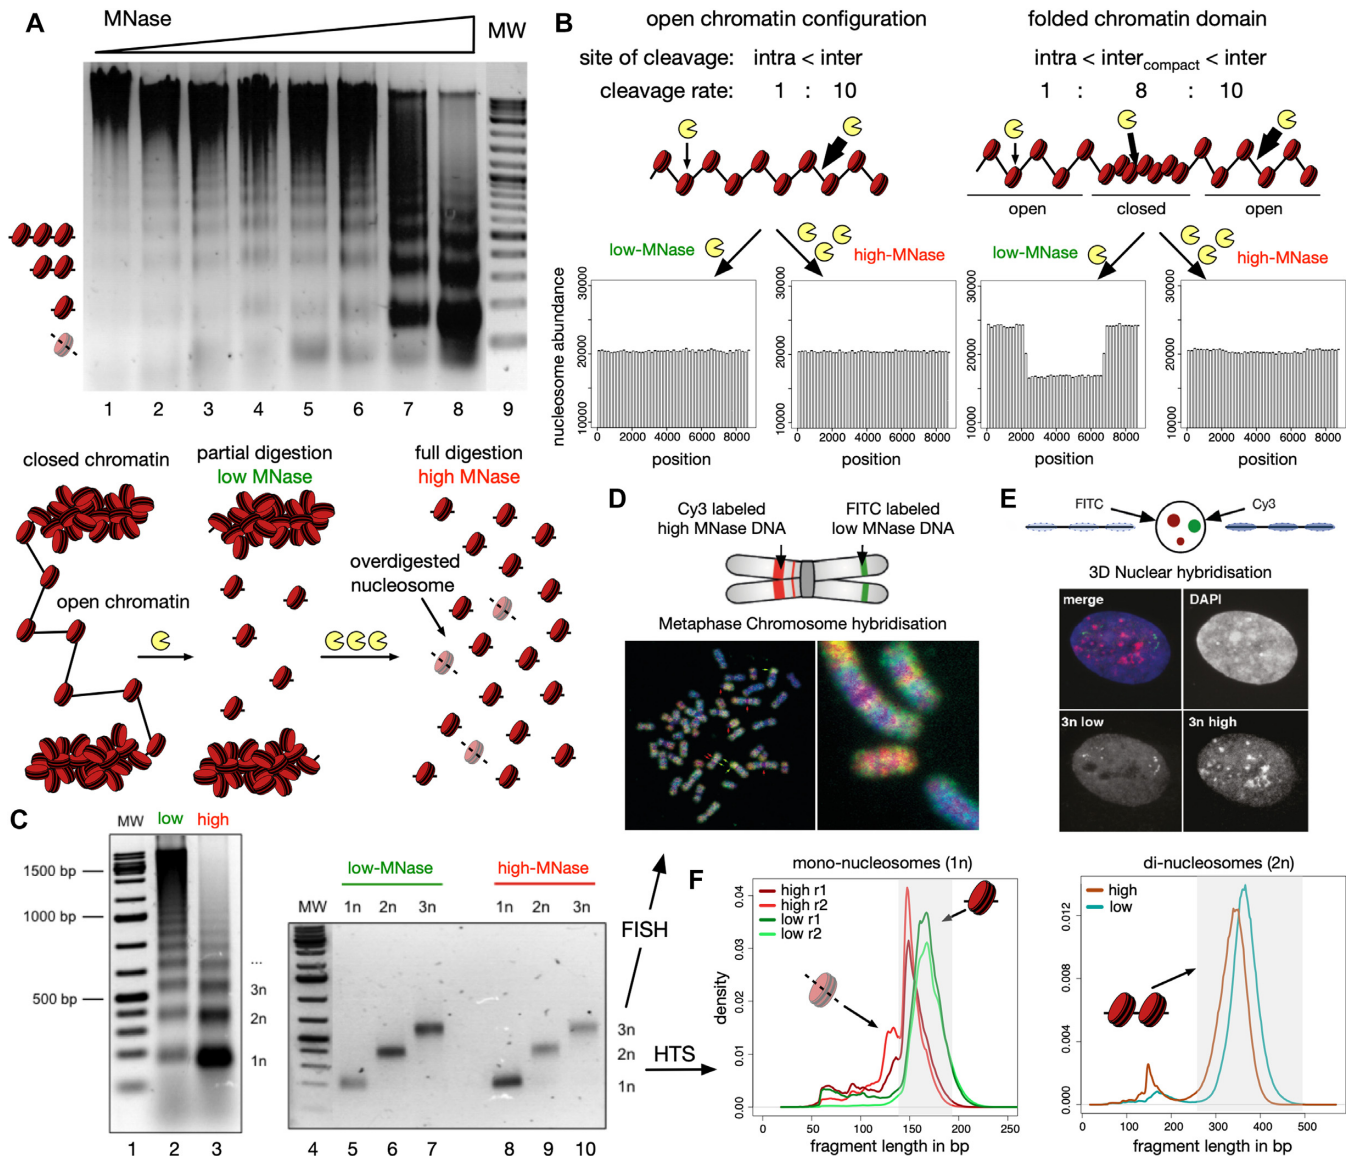 A
MNase
MW
1 2 3 4 5 6 7 8 9
closed chromatin
open chromatin
partial digestion
low MNase
full digestion
high MNase
overdigested
nucleosome
B
open chromatin configuration
folded chromatin domain
site of cleavage: intra < inter
intra < intercompact < inter
cleavage rate: 1 : 10
1 : 8 : 10
open
closed
open
low-MNase
high-MNase
low-MNase
high-MNase
nucleosome abundance
30000
20000
10000
0 2000 4000 6000 8000
position
30000
20000
10000
0 2000 4000 6000 8000
position
30000
20000
10000
0 2000 4000 6000 8000
position
30000
20000
10000
0 2000 4000 6000 8000
position
C
MW low high
1500 bp
1000 bp
500 bp
...
3n
2n
1n
1 2 3
low-MNase
high-MNase
MW 1n 2n 3n 1n 2n 3n
3n
2n
1n
4 5 6 7 8 9 10
FISH
HTS
D
Cy3 labeled
high MNase DNA
FITC labeled
low MNase DNA
Metaphase Chromosome hybridisation
E
FITC
Cy3
3D Nuclear hybridisation
merge
DAPI
3n low
3n high
F
mono-nucleosomes (1n)
high r1
high r2
low r1
low r2
density
0.04
0.03
0.02
0.01
0.00
0 50 100 150 200 250
fragment length in bp
di-nucleosomes (2n)
high
low
0.012
0.008
0.004
0.000
0 100 200 300 400 500
fragment length in bp